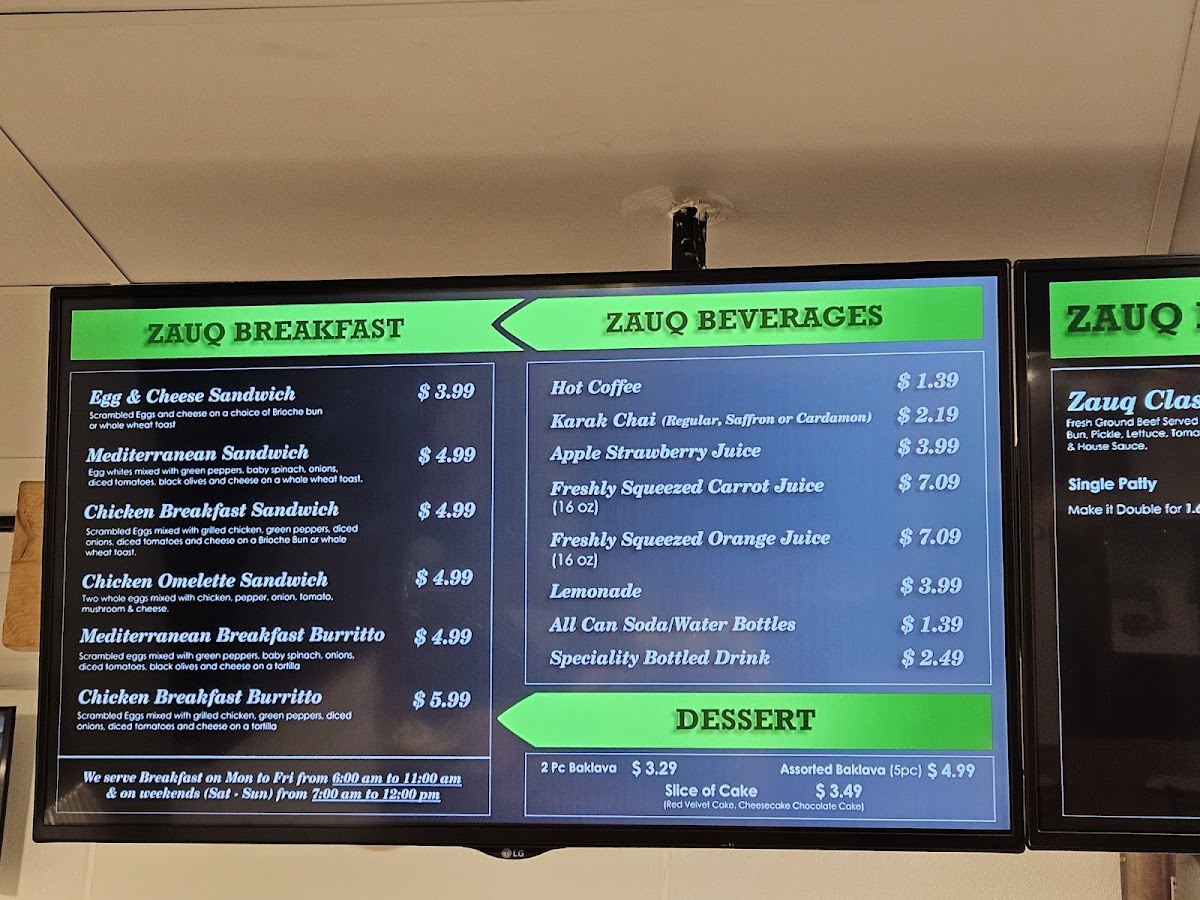 ZAUQ BREAKFAST
Egg & Cheese Sandwich $ 3.99
Scrambled Eggs and cheese on a choice of Brioche bun
or whole wheat toast
Mediterranean Sandwich $ 4.99
Egg whites mixed with green peppers, baby spinach, onions,
diced tomatoes, black olives and cheese on a whole wheat toast.
Chicken Breakfast Sandwich $ 4.99
Scrambled Eggs mixed with grilled chicken, green peppers, diced
onions, diced tomatoes and cheese on a Brioche Bun or whole
wheat toast.
Chicken Omelette Sandwich $ 4.99
Two whole eggs mixed with chicken, pepper, onion, tomato,
mushroom & cheese.
Mediterranean Breakfast Burritto $ 4.99
Scrambled eggs mixed with green peppers, baby spinach, onions,
diced tomatoes, black olives and cheese on a tortilla
Chicken Breakfast Burritto $ 5.99
Scrambled Eggs mixed with grilled chicken, green peppers, diced
onions, diced tomatoes and cheese on a tortilla
We serve Breakfast on Mon to Fri from 6:00 am to 11:00 am
& on weekends (Sat - Sun) from 7:00 am to 12:00 pm
ZAUQ BEVERAGES
Hot Coffee $ 1.39
Karak Chai (Regular, Saffron or Cardamon) $ 2.19
Apple Strawberry Juice $ 3.99
Freshly Squeezed Carrot Juice $ 7.09
(16 oz)
Freshly Squeezed Orange Juice $ 7.09
(16 oz)
Lemonade $ 3.99
All Can Soda/Water Bottles $ 1.39
Speciality Bottled Drink $ 2.49
DESSERT
2 Pc Baklava $ 3.29 Assorted Baklava (5pc) $ 4.99
Slice of Cake $ 3.49
(Red Velvet Cake, Cheesecake Chocolate Cake)
LG
ZAUQ
Zauq Clas
Fresh Ground Beef Served
Bun, Pickle, Lettuce, Toma
& House Sauce.
Single Patty
Make it Double for 1.6